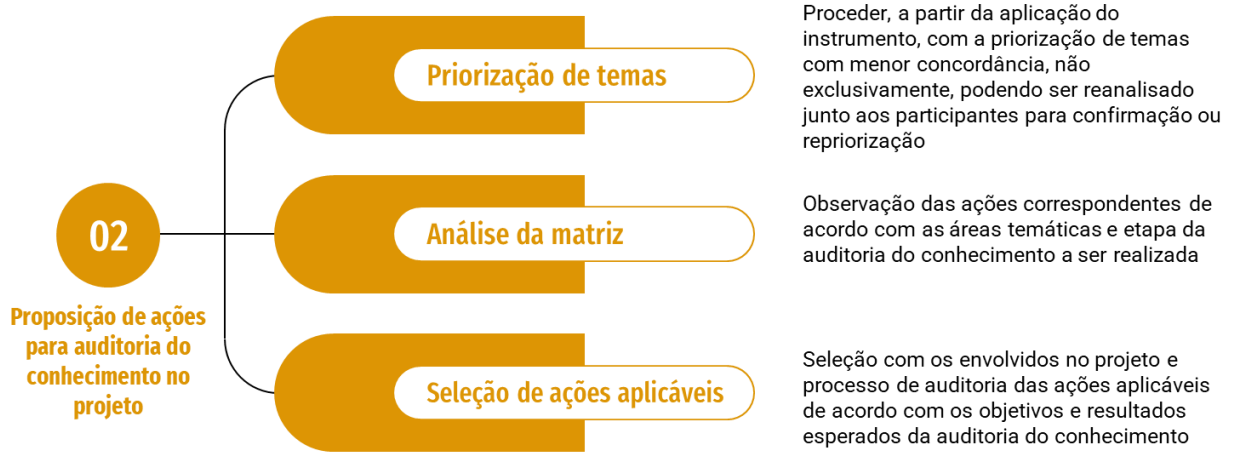 02
Proposição de ações
para auditoria do
conhecimento no
projeto
Priorização de temas
Proceder, a partir da aplicação do
instrumento, com a priorização de temas
com menor concordância, não
exclusivamente, podendo ser reanalisado
junto aos participantes para confirmação ou
repriorização
Análise da matriz
Observação das ações correspondentes de
acordo com as áreas temáticas e etapa da
auditoria do conhecimento a ser realizada
Seleção de ações aplicáveis
Seleção com os envolvidos no projeto e
processo de auditoria das ações aplicáveis
de acordo com os objetivos e resultados
esperados da auditoria do conhecimento